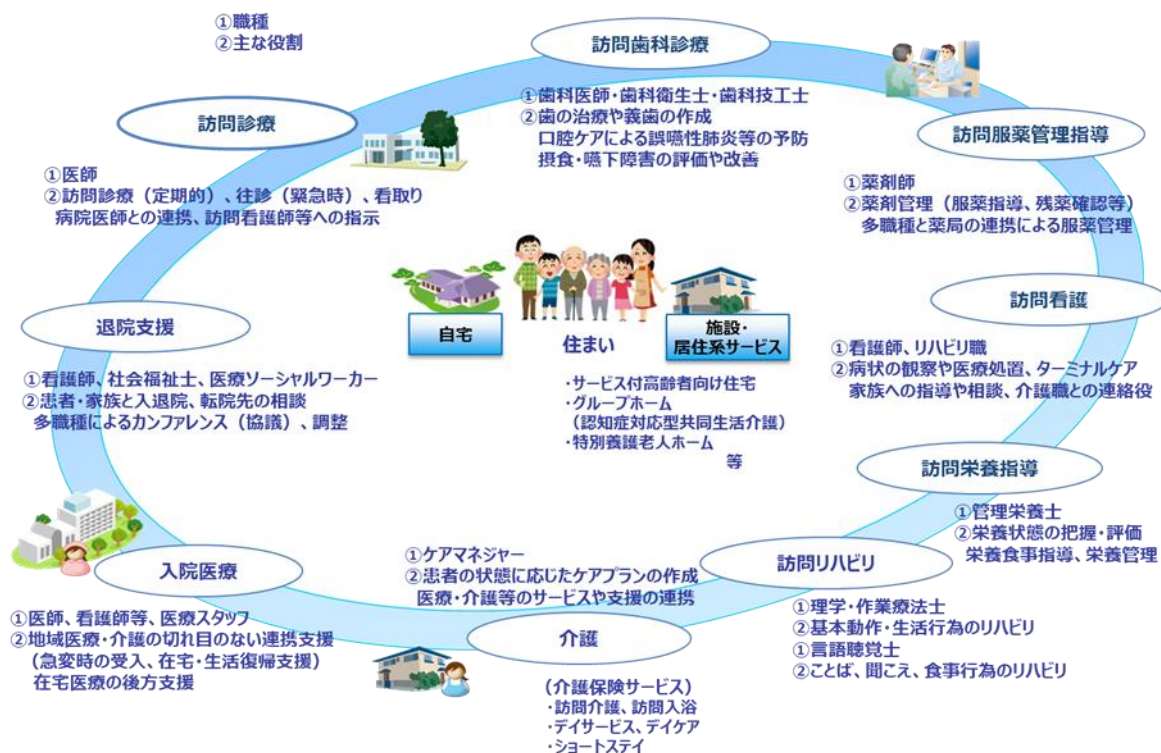 ①職種
②主な役割
訪問歯科診療
①歯科医師・歯科衛生士・歯科技工士
②歯の治療や義歯の作成
口腔ケアによる誤嚥性肺炎等の予防
摂食・嚥下障害の評価や改善
訪問診療
①医師
②訪問診療（定期的）、往診（緊急時）、看取り
病院医師との連携、訪問看護師等への指示
訪問服薬管理指導
①薬剤師
②薬剤管理（服薬指導、残薬確認等）
多職種と薬局の連携による服薬管理
自宅
住まい
施設・
居住系サービス
・サービス付高齢者向け住宅
・グループホーム
（認知症対応型共同生活介護）
・特別養護老人ホーム
等
訪問看護
①看護師、リハビリ職
②病状の観察や医療処置、ターミナルケア
家族への指導や相談、介護職との連絡役
退院支援
①看護師、社会福祉士、医療ソーシャルワーカー
②患者・家族と入退院、転院先の相談
多職種によるカンファレンス（協議）、調整
訪問栄養指導
①管理栄養士
②栄養状態の把握・評価
栄養食事指導、栄養管理
訪問リハビリ
①理学・作業療法士
②基本動作・生活行為のリハビリ
①言語聴覚士
②ことば、聞こえ、食事行為のリハビリ
入院医療
①医師、看護師等、医療スタッフ
②地域医療・介護の切れ目のない連携支援
（急変時の受入、在宅・生活復帰支援）
在宅医療の後方支援
①ケアマネジャー
②患者の状態に応じたケアプランの作成
医療・介護等のサービスや支援の連携
介護
（介護保険サービス）
・訪問介護、訪問入浴
・デイサービス、デイケア
・ショートステイ